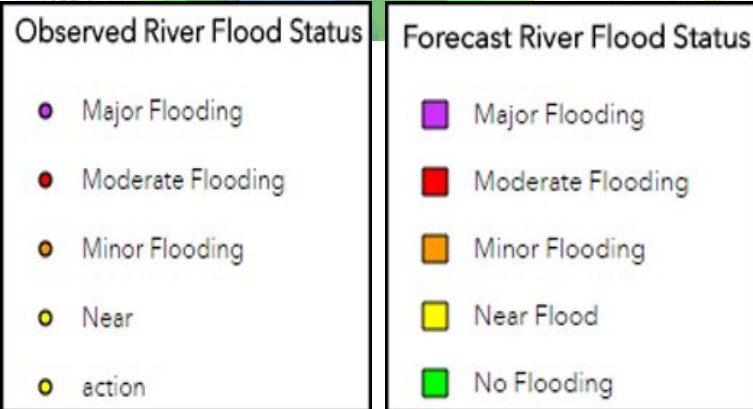 Observed River Flood Status
Major Flooding
Moderate Flooding
Minor Flooding
Near
action
Forecast River Flood Status
Major Flooding
Moderate Flooding
Minor Flooding
Near Flood
No Flooding